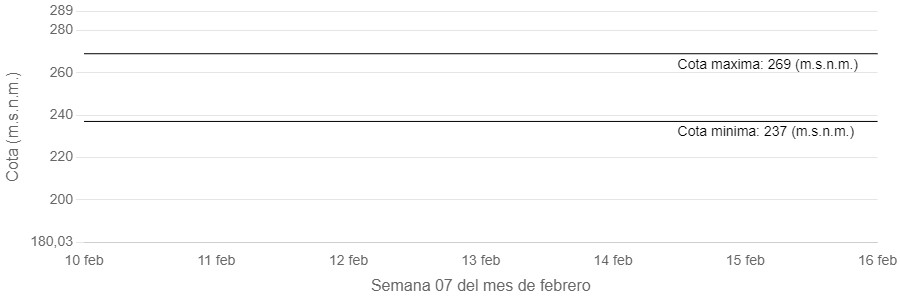 289
280
Cota maxima: 269 (m.s.n.m.)
260
240
Cota minima: 237 (m.s.n.m.)
220
200
180,03
Cota (m.s.n.m.)
10 feb 11 feb 12 feb 13 feb 14 feb 15 feb 16 feb
Semana 07 del mes de febrero